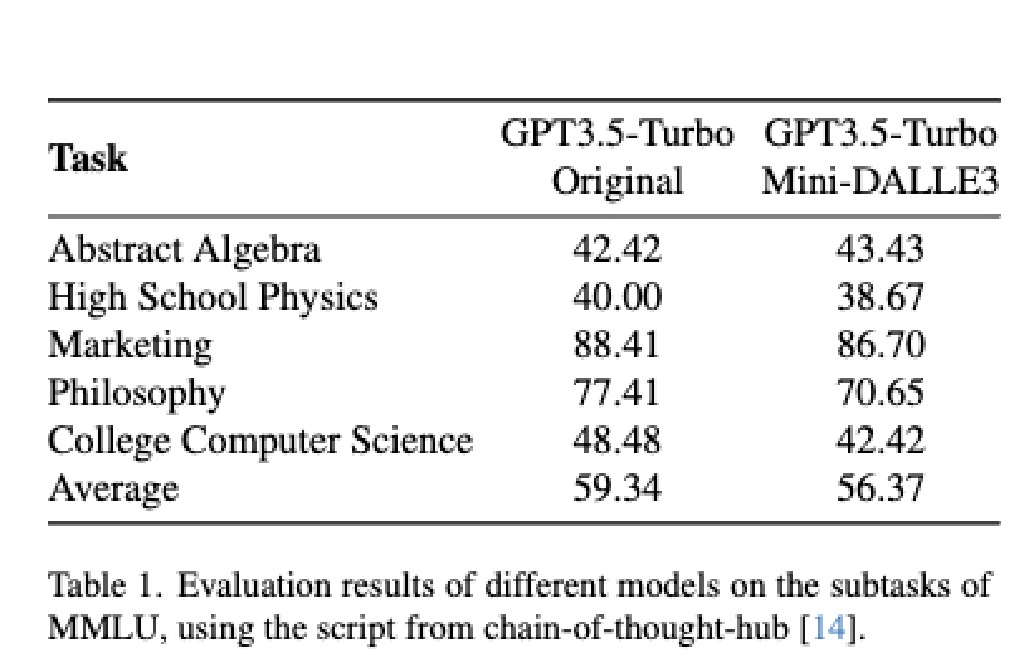 Task GPT3.5-Turbo Original GPT3.5-Turbo Mini-DALLE3
Abstract Algebra 42.42 43.43
High School Physics 40.00 38.67
Marketing 88.41 86.70
Philosophy 77.41 70.65
College Computer Science 48.48 42.42
Average 59.34 56.37
Table 1. Evaluation results of different models on the subtasks of
MMLU, using the script from chain-of-thought-hub [14].